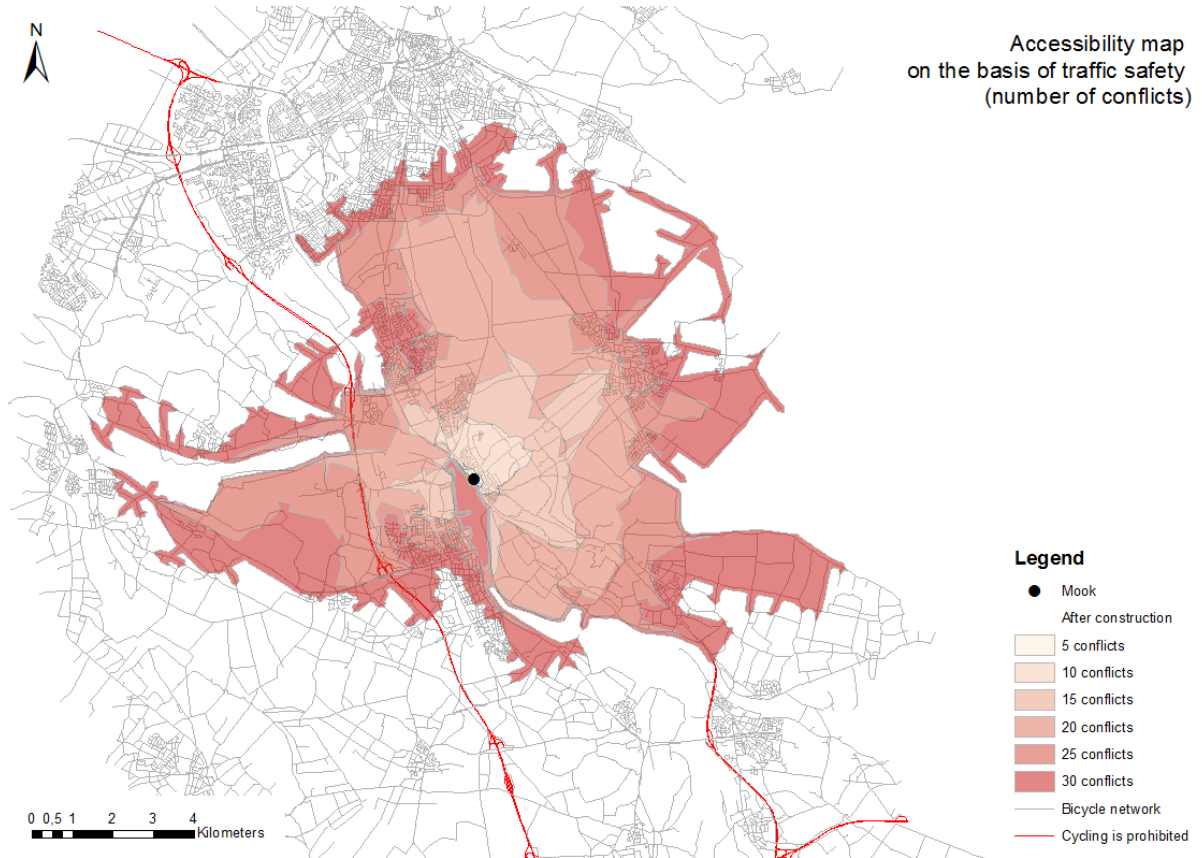 N
Accessibility map
on the basis of traffic safety
(number of conflicts)
Legend
Mook
After construction
5 conflicts
10 conflicts
15 conflicts
20 conflicts
25 conflicts
30 conflicts
Bicycle network
Cycling is prohibited
0 0,5 1 2 3 4
Kilometers